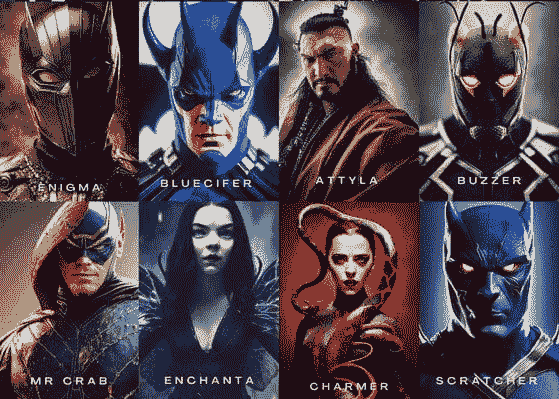 ENIGMA
BLUECIFER
ATTYLA
BUZZER
MR CRAB
ENCHANTA
CHARMER
SCRATCHER